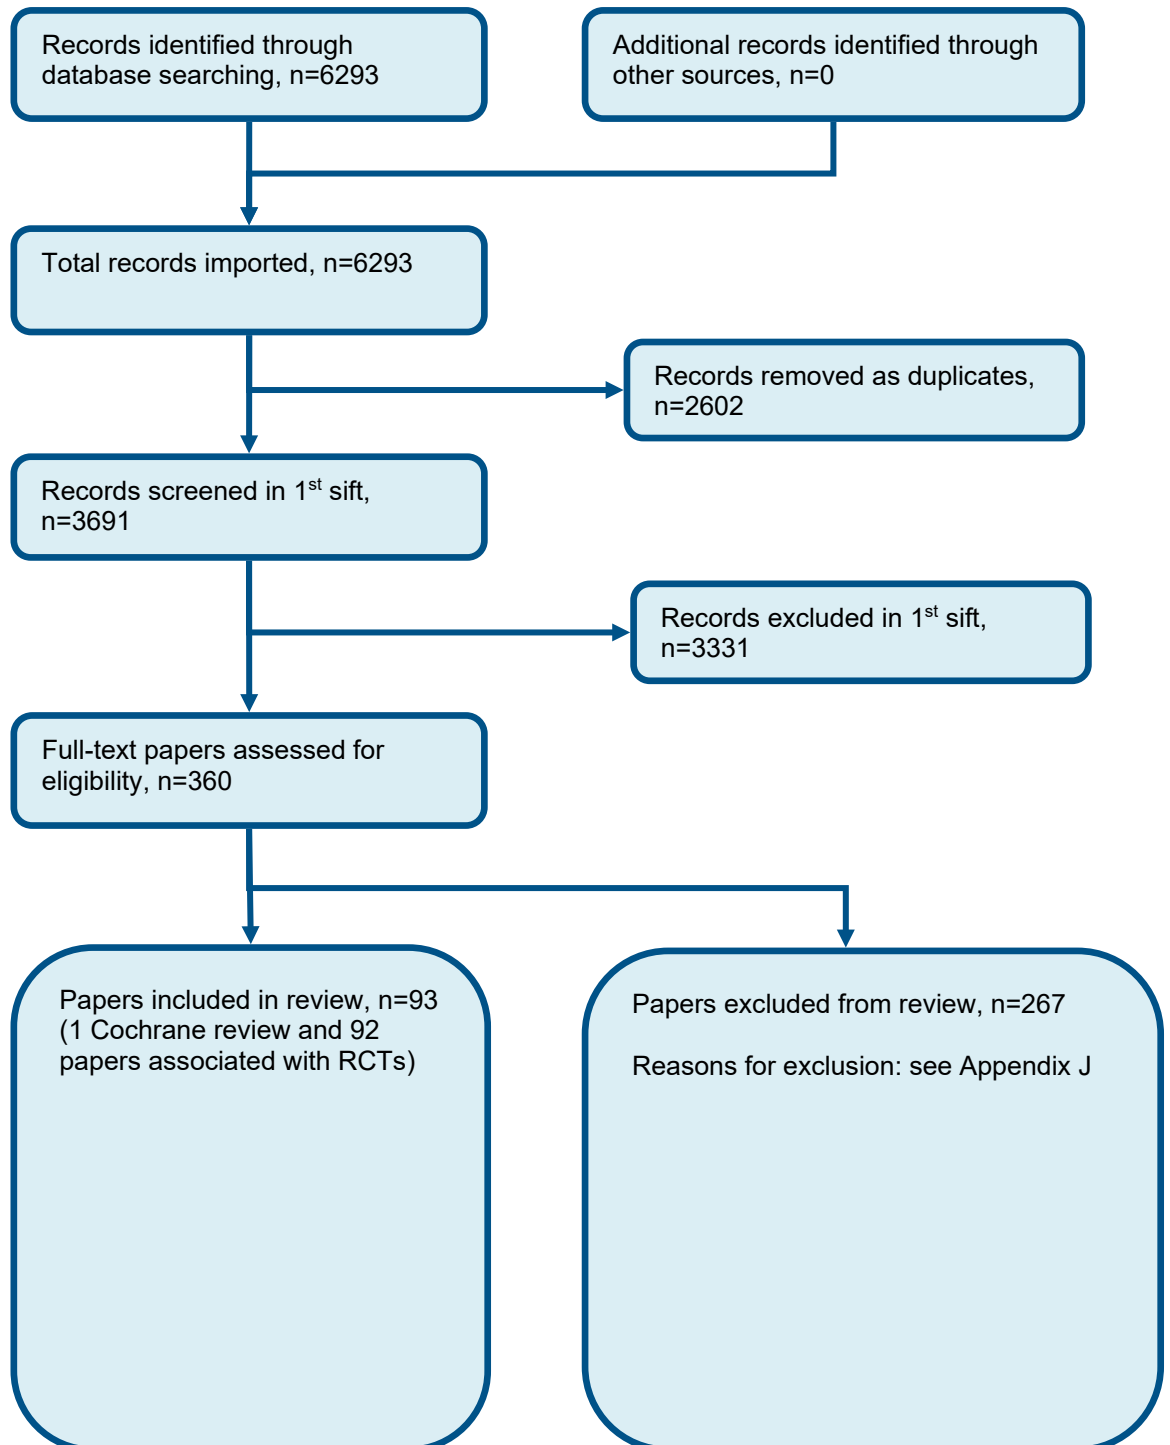 Records identified through
database searching, n=6293
Additional records identified through
other sources, n=0
Total records imported, n=6293
Records removed as duplicates,
n=2602
Records screened in 1st sift,
n=3691
Records excluded in 1st sift,
n=3331
Full-text papers assessed for
eligibility, n=360
Papers included in review, n=93
(1 Cochrane review and 92
papers associated with RCTs)
Papers excluded from review, n=267
Reasons for exclusion: see Appendix J